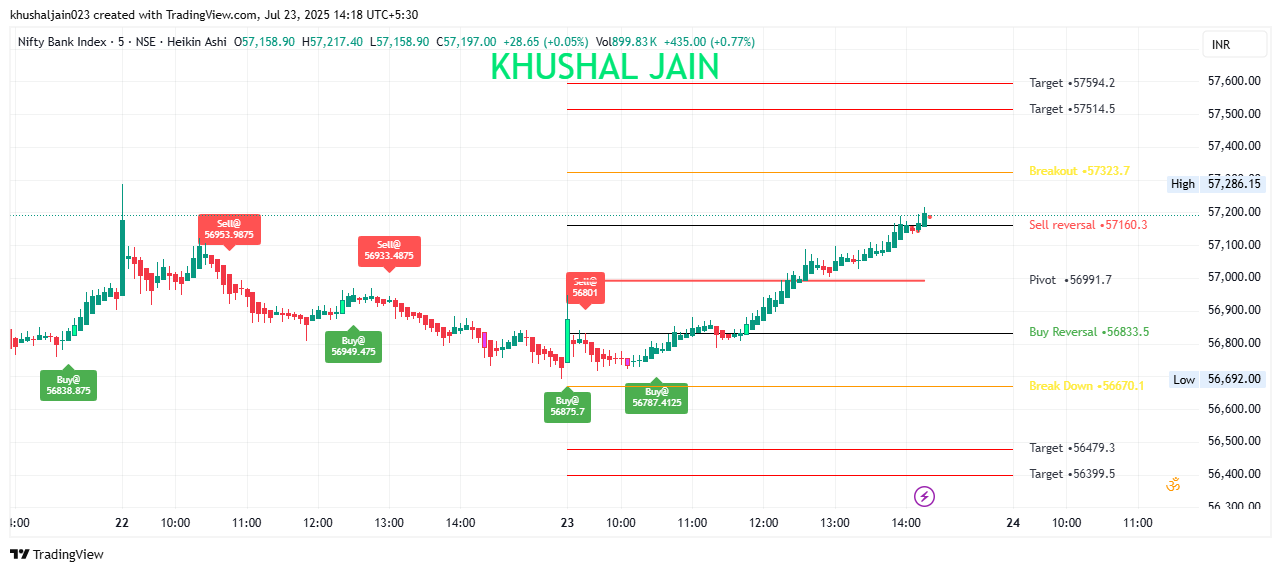 khushaljain023 created with TradingView.com, Jul 23, 2025 14:18 UTC+5:30
Nifty Bank Index · 5 · NSE · Heikin Ashi O57,158.90 H57,217.40 L57,158.90 C57,197.00 +28.65 (+0.05%) Vol899.83 K +435.00 (+0.77%)
INR
KHUSHAL JAIN
Target •57594.2
57,600.00
Target •57514.5
57,500.00
57,400.00
Breakout •57323.7
High 57,286.15
57,200.00
Sell reversal •57160.3
57,100.00
Pivot •56991.7
57,000.00
56,900.00
Buy Reversal •56833.5
56,800.00
Low 56,692.00
Break Down •56670.1
56,600.00
56,500.00
Target •56479.3
56,400.00
Target •56399.5
ॐ
Sell@
56953.9875
Sell@
56933.4875
Sell@
56801
Buy@
56838.875
Buy@
56949.475
Buy@
56875.7
Buy@
56787.4125
56,300.00
22 10:00 11:00 12:00 13:00 14:00 23 10:00 11:00 12:00 13:00 14:00 24 10:00 11:00
TradingView